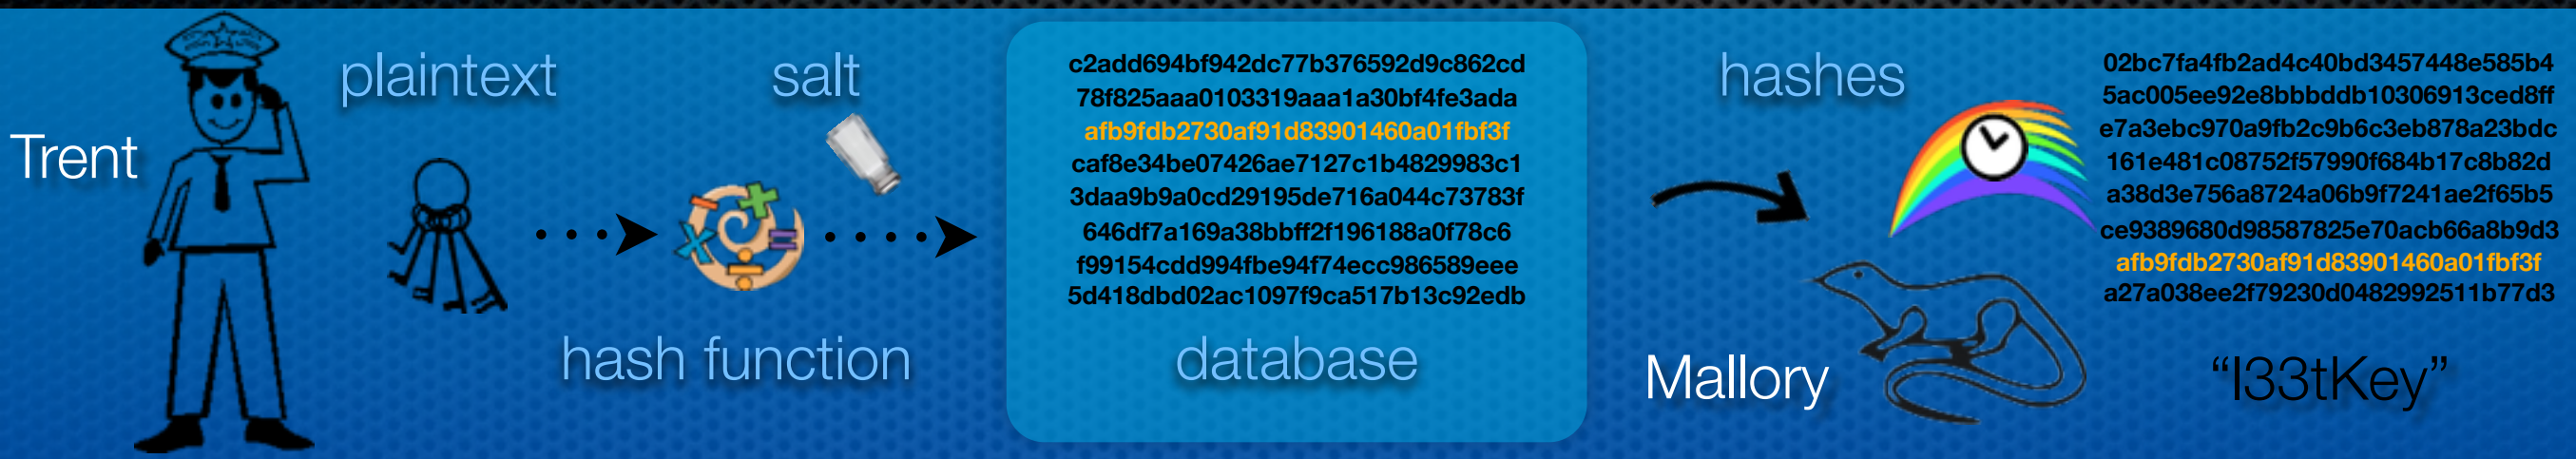 Trent
plaintext
salt
hash function
c2add694bf942dc77b376592d9c862cd
78f825aaa0103319aaa1a30bf4fe3ada
afb9fdb2730af91d83901460a01fbf3f
caf8e34be07426ae7127c1b4829983c1
3daa9b9a0cd29195de716a044c73783f
646df7a169a38bbff2f196188a0f78c6
f99154cdd994fbe94f74ecc986589eee
5d418dbd02ac1097f9ca517b13c92edb
database
hashes
Mallory
02bc7fa4fb2ad4c40bd3457448e585b4
5ac005ee92e8bbbddb10306913ced8ff
e7a3ebc970a9fb2c9b6c3eb878a23bdc
161e481c08752f57990f684b17c8b82d
a38d3e756a8724a06b9f7241ae2f65b5
ce9389680d98587825e70acb66a8b9d3
afb9fdb2730af91d83901460a01fbf3f
a27a038ee2f79230d0482992511b77d3
“l33tKey”